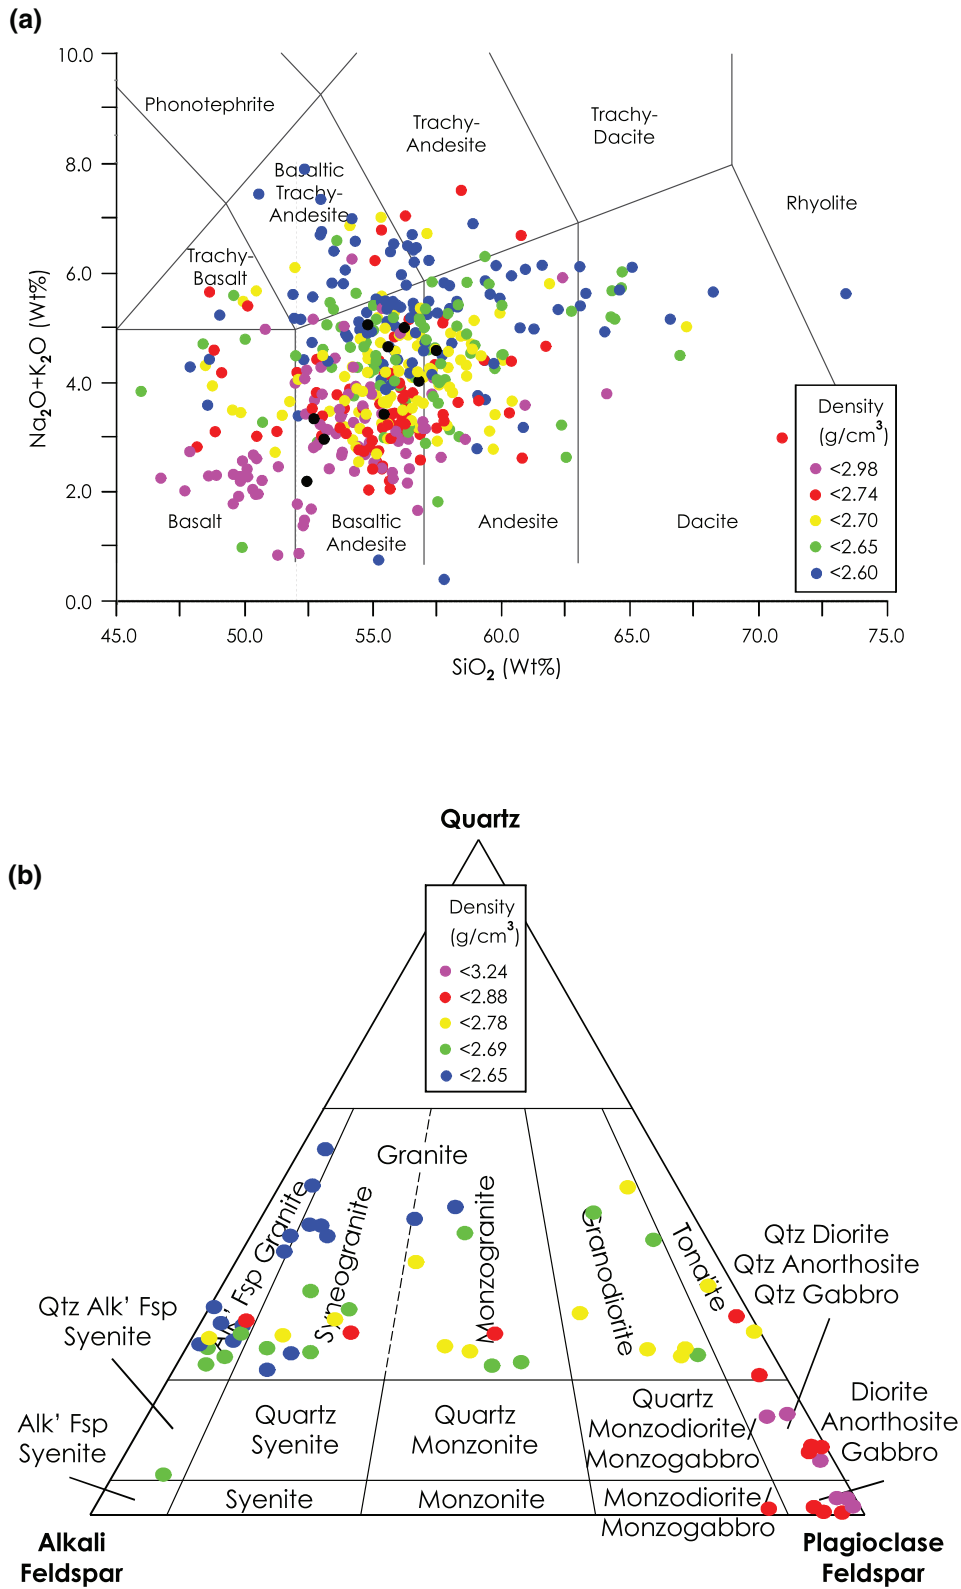 (a)
10.0
8.0
6.0
4.0
2.0
0.0
Na2O+K2O (Wt%)
Phonotephrite
Trachy-
Andesite
Trachy-
Dacite
Basaltic
Trachy-
Andesite
Rhyolite
Trachy-
Basalt
Basalt
Basaltic
Andesite
Andesite
Dacite
Density
(g/cm3)
<2.98
<2.74
<2.70
<2.65
<2.60
45.0 50.0 55.0 60.0 65.0 70.0 75.0
SiO2 (Wt%)
Quartz
(b)
Density
(g/cm3)
<3.24
<2.88
<2.78
<2.69
<2.65
Granite
Alk' Fsp Granite
Syneogranite
Monzogranite
Granodiorite
Tonalite
Qtz Diorite
Qtz Anorthosite
Qtz Gabbro
Qtz Alk' Fsp
Syenite
Alk' Fsp
Syenite
Quartz
Syenite
Quartz
Monzonite
Quartz
Monzodiorite/
Monzogabbro
Diorite
Anorthosite
Gabbro
Syenite
Monzonite
Monzodiorite/
Monzogabbro
Alkali
Feldspar
Plagioclase
Feldspar